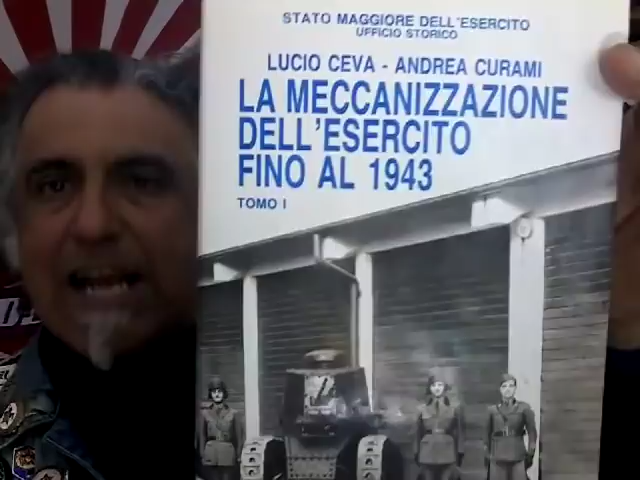 STATO MAGGIORE DELL'ESERCITO
UFFICIO STORICO
LUCIO CEVA - ANDREA CURAMI
LA MECCANIZZAZIONE
DELL'ESERCITO
FINO AL 1943
TOMO I